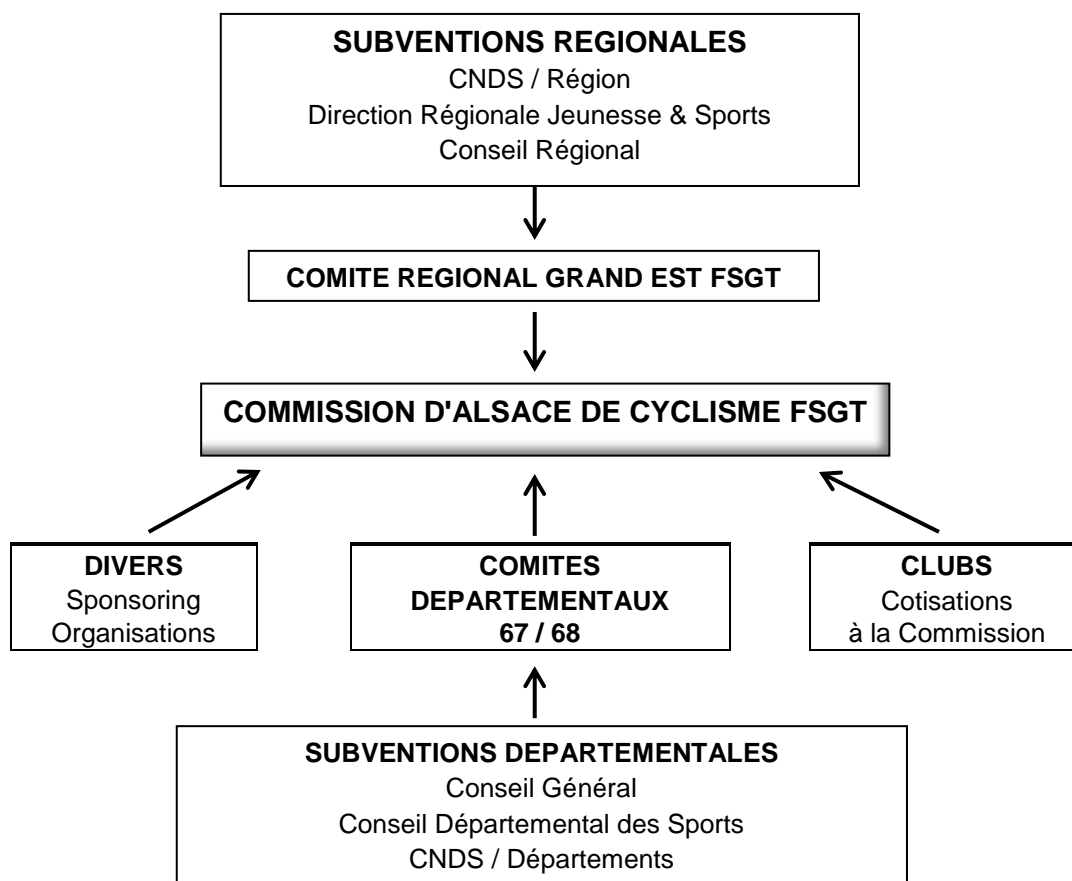 SUBVENTIONS REGIONALES
CNDS / Région
Direction Régionale Jeunesse & Sports
Conseil Régional
COMITE REGIONAL GRAND EST FSGT
COMMISSION D'ALSACE DE CYCLISME FSGT
DIVERS
Sponsoring
Organisations
COMITES
DEPARTEMENTAUX
67 / 68
CLUBS
Cotisations
à la Commission
SUBVENTIONS DEPARTEMENTALES
Conseil Général
Conseil Départemental des Sports
CNDS / Départements